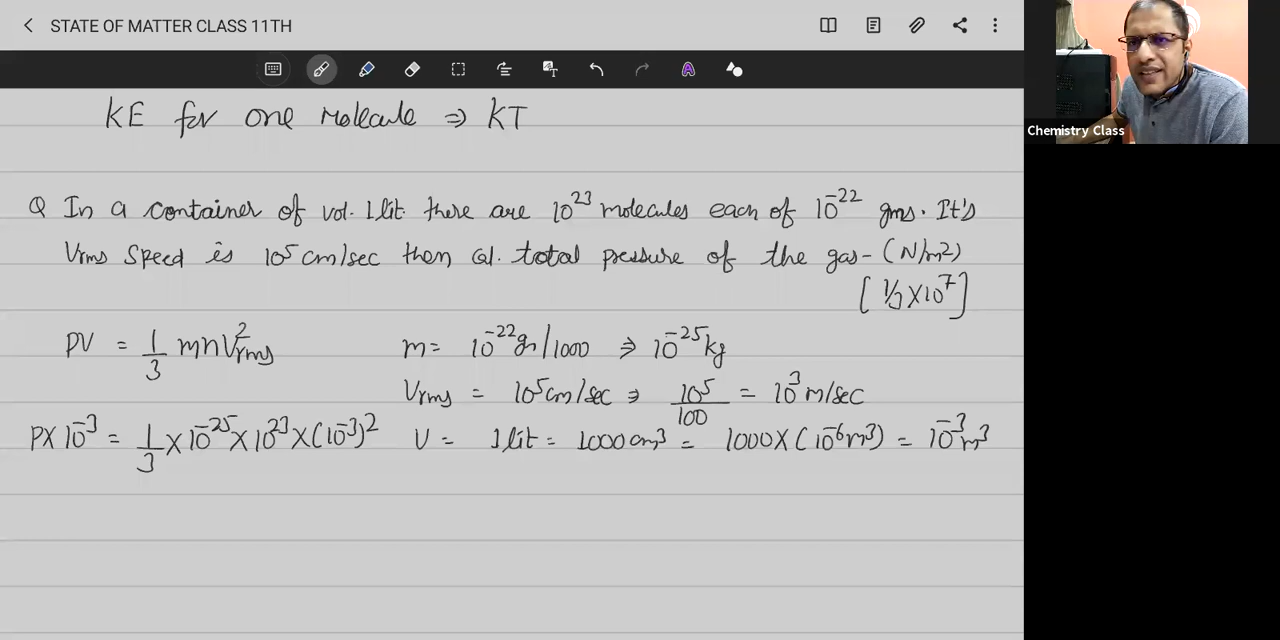 STATE OF MATTER CLASS 11TH
Chemistry Class
KE for one molecule ⇒ KT
Q In a container of vol. 1 lit. there are 10²³ molecules each of 10⁻²² gms. It's
Vrms speed is 10⁵ cm/sec then cal. total pressure of the gas - (N/m2)
[ 1/3 X 10⁷ ]
PV = 1/3 mnV²rms
m = 10⁻²² gm/1000 ⇒ 10⁻²⁵ kg
Vrms = 10⁵ cm/sec ⇒ 10⁵/100 = 10³ m/sec
P X 10⁻³ = 1/3 X 10⁻²⁵ X 10²³ X (10⁻³)²
V = 1 lit = 1000 cm³ = 1000 X (10⁻⁶ m³) = 10⁻³ m³